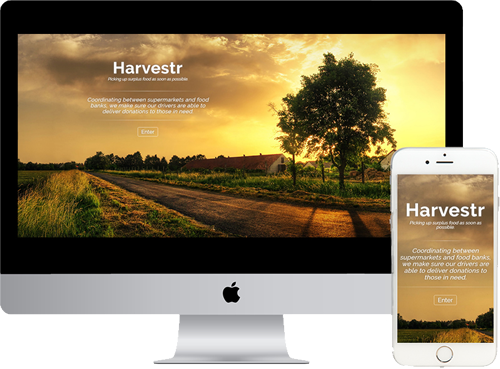 Harvestr
Picking up surplus food as soon as possible.
Coordinating between supermarkets and food
banks, we make sure our drivers are able to
deliver donations to those in need.
Enter
Harvestr
Picking up surplus food as soon as
possible.
Coordinating between
supermarkets and food banks,
we make sure our drivers are
able to deliver donations to
those in need.
Enter